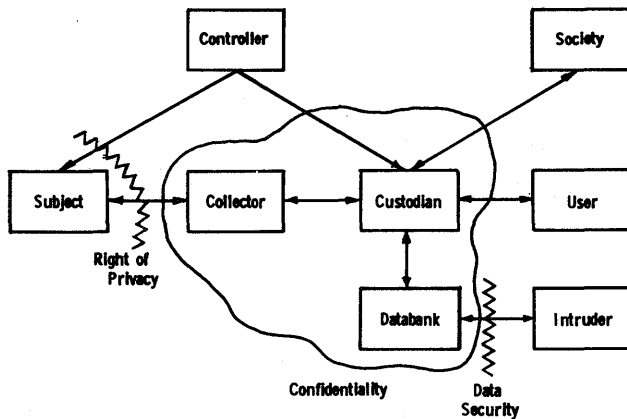 Controller
Society
Subject
Collector
Custodian
User
Right of
Privacy
Databank
Intruder
Confidentiality
Data
Security